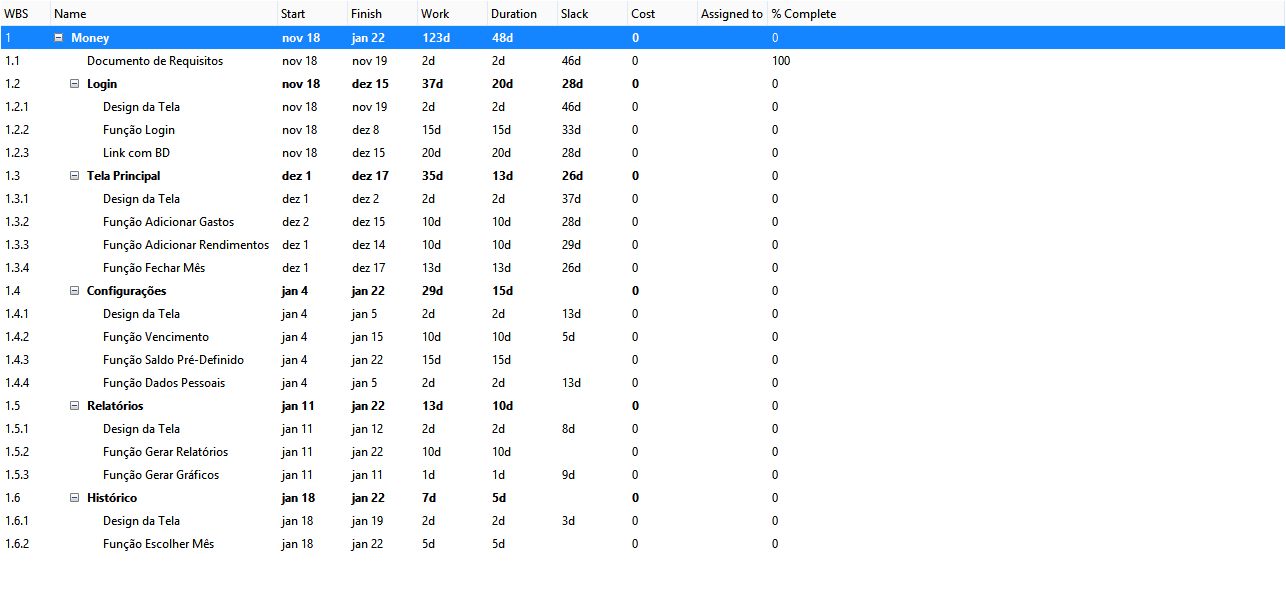 WBS Name Start Finish Work Duration Slack Cost Assigned to % Complete
1 Money nov 18 jan 22 123d 48d 0 0
1.1 Documento de Requisitos nov 18 nov 19 2d 2d 46d 0 100
1.2 Login nov 18 dez 15 37d 20d 28d 0 0
1.2.1 Design da Tela nov 18 nov 19 2d 2d 46d 0 0
1.2.2 Função Login nov 18 dez 8 15d 15d 33d 0 0
1.2.3 Link com BD nov 18 dez 15 20d 20d 28d 0 0
1.3 Tela Principal dez 1 dez 17 35d 13d 26d 0 0
1.3.1 Design da Tela dez 1 dez 2 2d 2d 37d 0 0
1.3.2 Função Adicionar Gastos dez 2 dez 15 10d 10d 28d 0 0
1.3.3 Função Adicionar Rendimentos dez 1 dez 14 10d 10d 29d 0 0
1.3.4 Função Fechar Mês dez 1 dez 17 13d 13d 26d 0 0
1.4 Configurações jan 4 jan 22 29d 15d 0 0
1.4.1 Design da Tela jan 4 jan 5 2d 2d 13d 0 0
1.4.2 Função Vencimento jan 4 jan 15 10d 10d 5d 0 0
1.4.3 Função Saldo Pré-Definido jan 4 jan 22 15d 15d 0 0
1.4.4 Função Dados Pessoais jan 4 jan 5 2d 2d 13d 0 0
1.5 Relatórios jan 11 jan 22 13d 10d 0 0
1.5.1 Design da Tela jan 11 jan 12 2d 2d 8d 0 0
1.5.2 Função Gerar Relatórios jan 11 jan 22 10d 10d 0 0
1.5.3 Função Gerar Gráficos jan 11 jan 11 1d 1d 9d 0 0
1.6 Histórico jan 18 jan 22 7d 5d 0 0
1.6.1 Design da Tela jan 18 jan 19 2d 2d 3d 0 0
1.6.2 Função Escolher Mês jan 18 jan 22 5d 5d 0 0